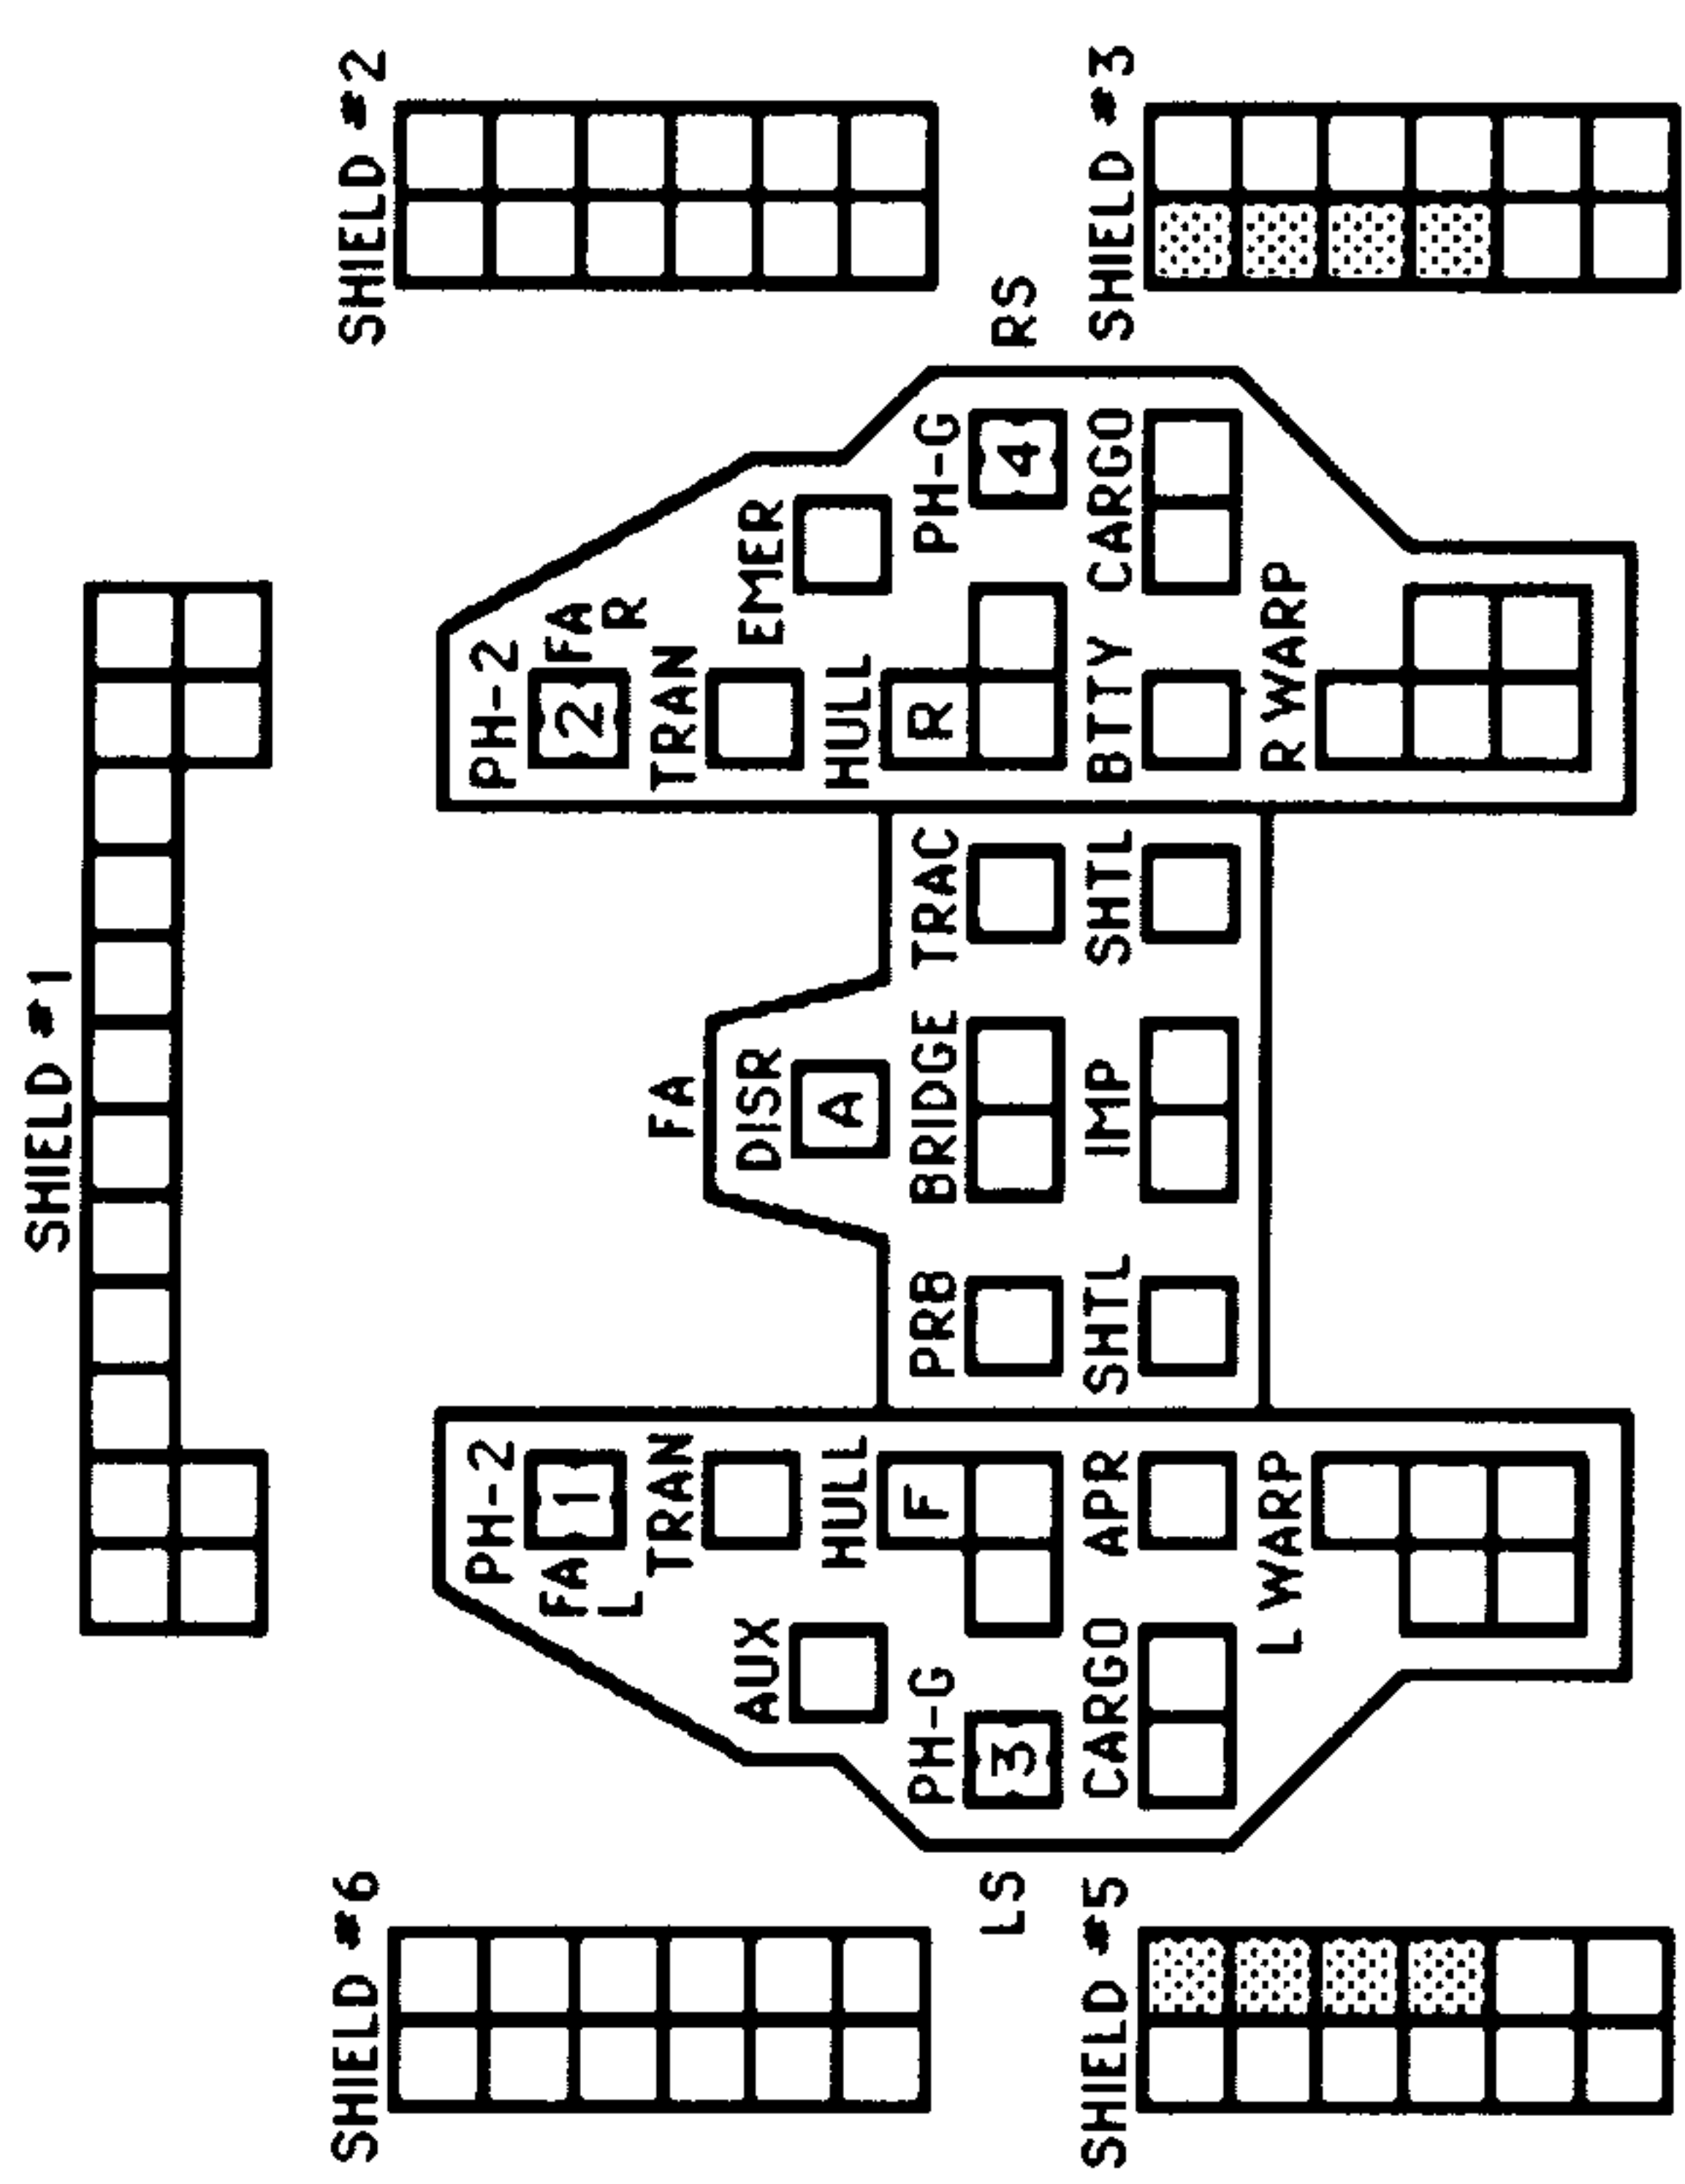 SHIELD #1
SHIELD #6
SHIELD #2
PH-2
FA
L
1
PH-2
2
FA
R
TRAN
TRAN
FA
AUX
DISR
A
EMER
HULL
F
HULL
R
LS
PH-G
3
PRB
BRIDGE
TRAC
PH-G
4
RS
SHIELD #5
CARGO
APR
SHTL
IMP
SHTL
BTTY
CARGO
SHIELD #3
L WARP
R WARP